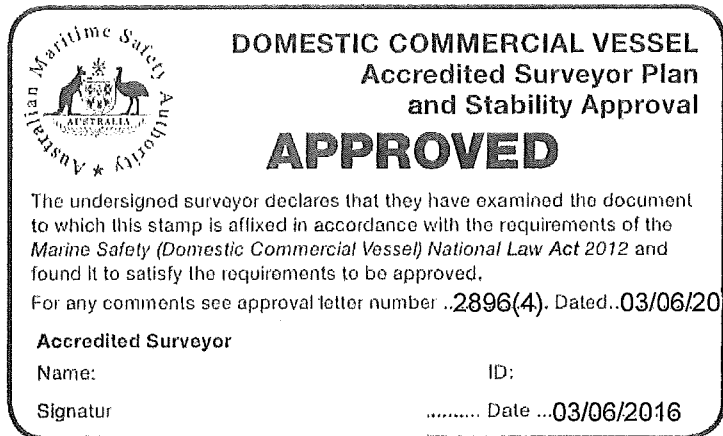 Australian Maritime Safety Authority
AUSTRALIA
DOMESTIC COMMERCIAL VESSEL
Accredited Surveyor Plan
and Stability Approval
APPROVED
The undersigned surveyor declares that they have examined the document
to which this stamp is affixed in accordance with the requirements of the
Marine Safety (Domestic Commercial Vessel) National Law Act 2012 and
found it to satisfy the requirements to be approved.
For any comments see approval letter number ..2896(4). Dated..03/06/20
Accredited Surveyor
Name: ID:
Signatur .......... Date ...03/06/2016